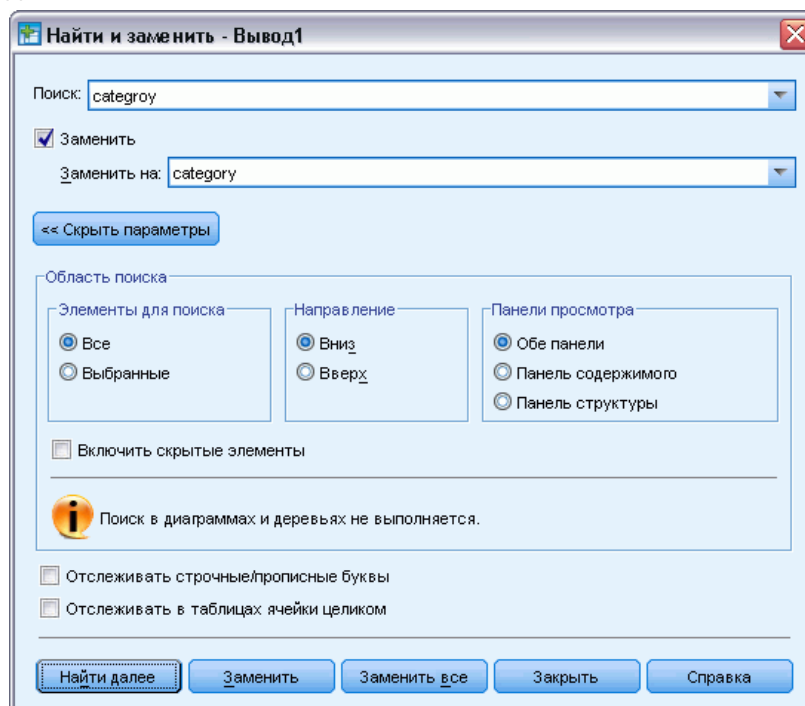 Найти и заменить - Вывод1
Поиск: categroy
Заменить
Заменить на: category
<< Скрыть параметры
Область поиска
Элементы для поиска
Все
Выбранные
Направление
Вниз
Вверх
Панели просмотра
Обе панели
Панель содержимого
Панель структуры
Включить скрытые элементы
Поиск в диаграммах и деревьях не выполняется.
Отслеживать строчные/прописные буквы
Отслеживать в таблицах ячейки целиком
Найти далее Заменить Заменить все Закрыть Справка